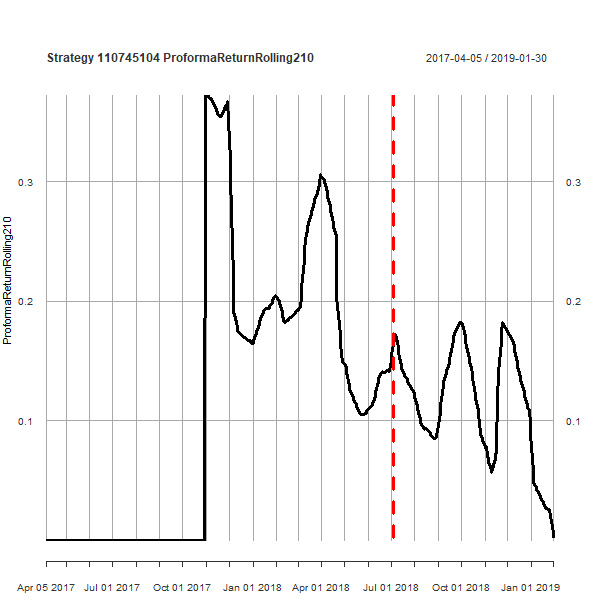 Strategy 110745104 ProformaReturnRolling210
2017-04-05 / 2019-01-30
ProformaReturnRolling210
0.3
0.3
0.2
0.2
0.1
0.1
Apr 05 2017
Jul 01 2017
Oct 01 2017
Jan 01 2018
Apr 01 2018
Jul 01 2018
Oct 01 2018
Jan 01 2019